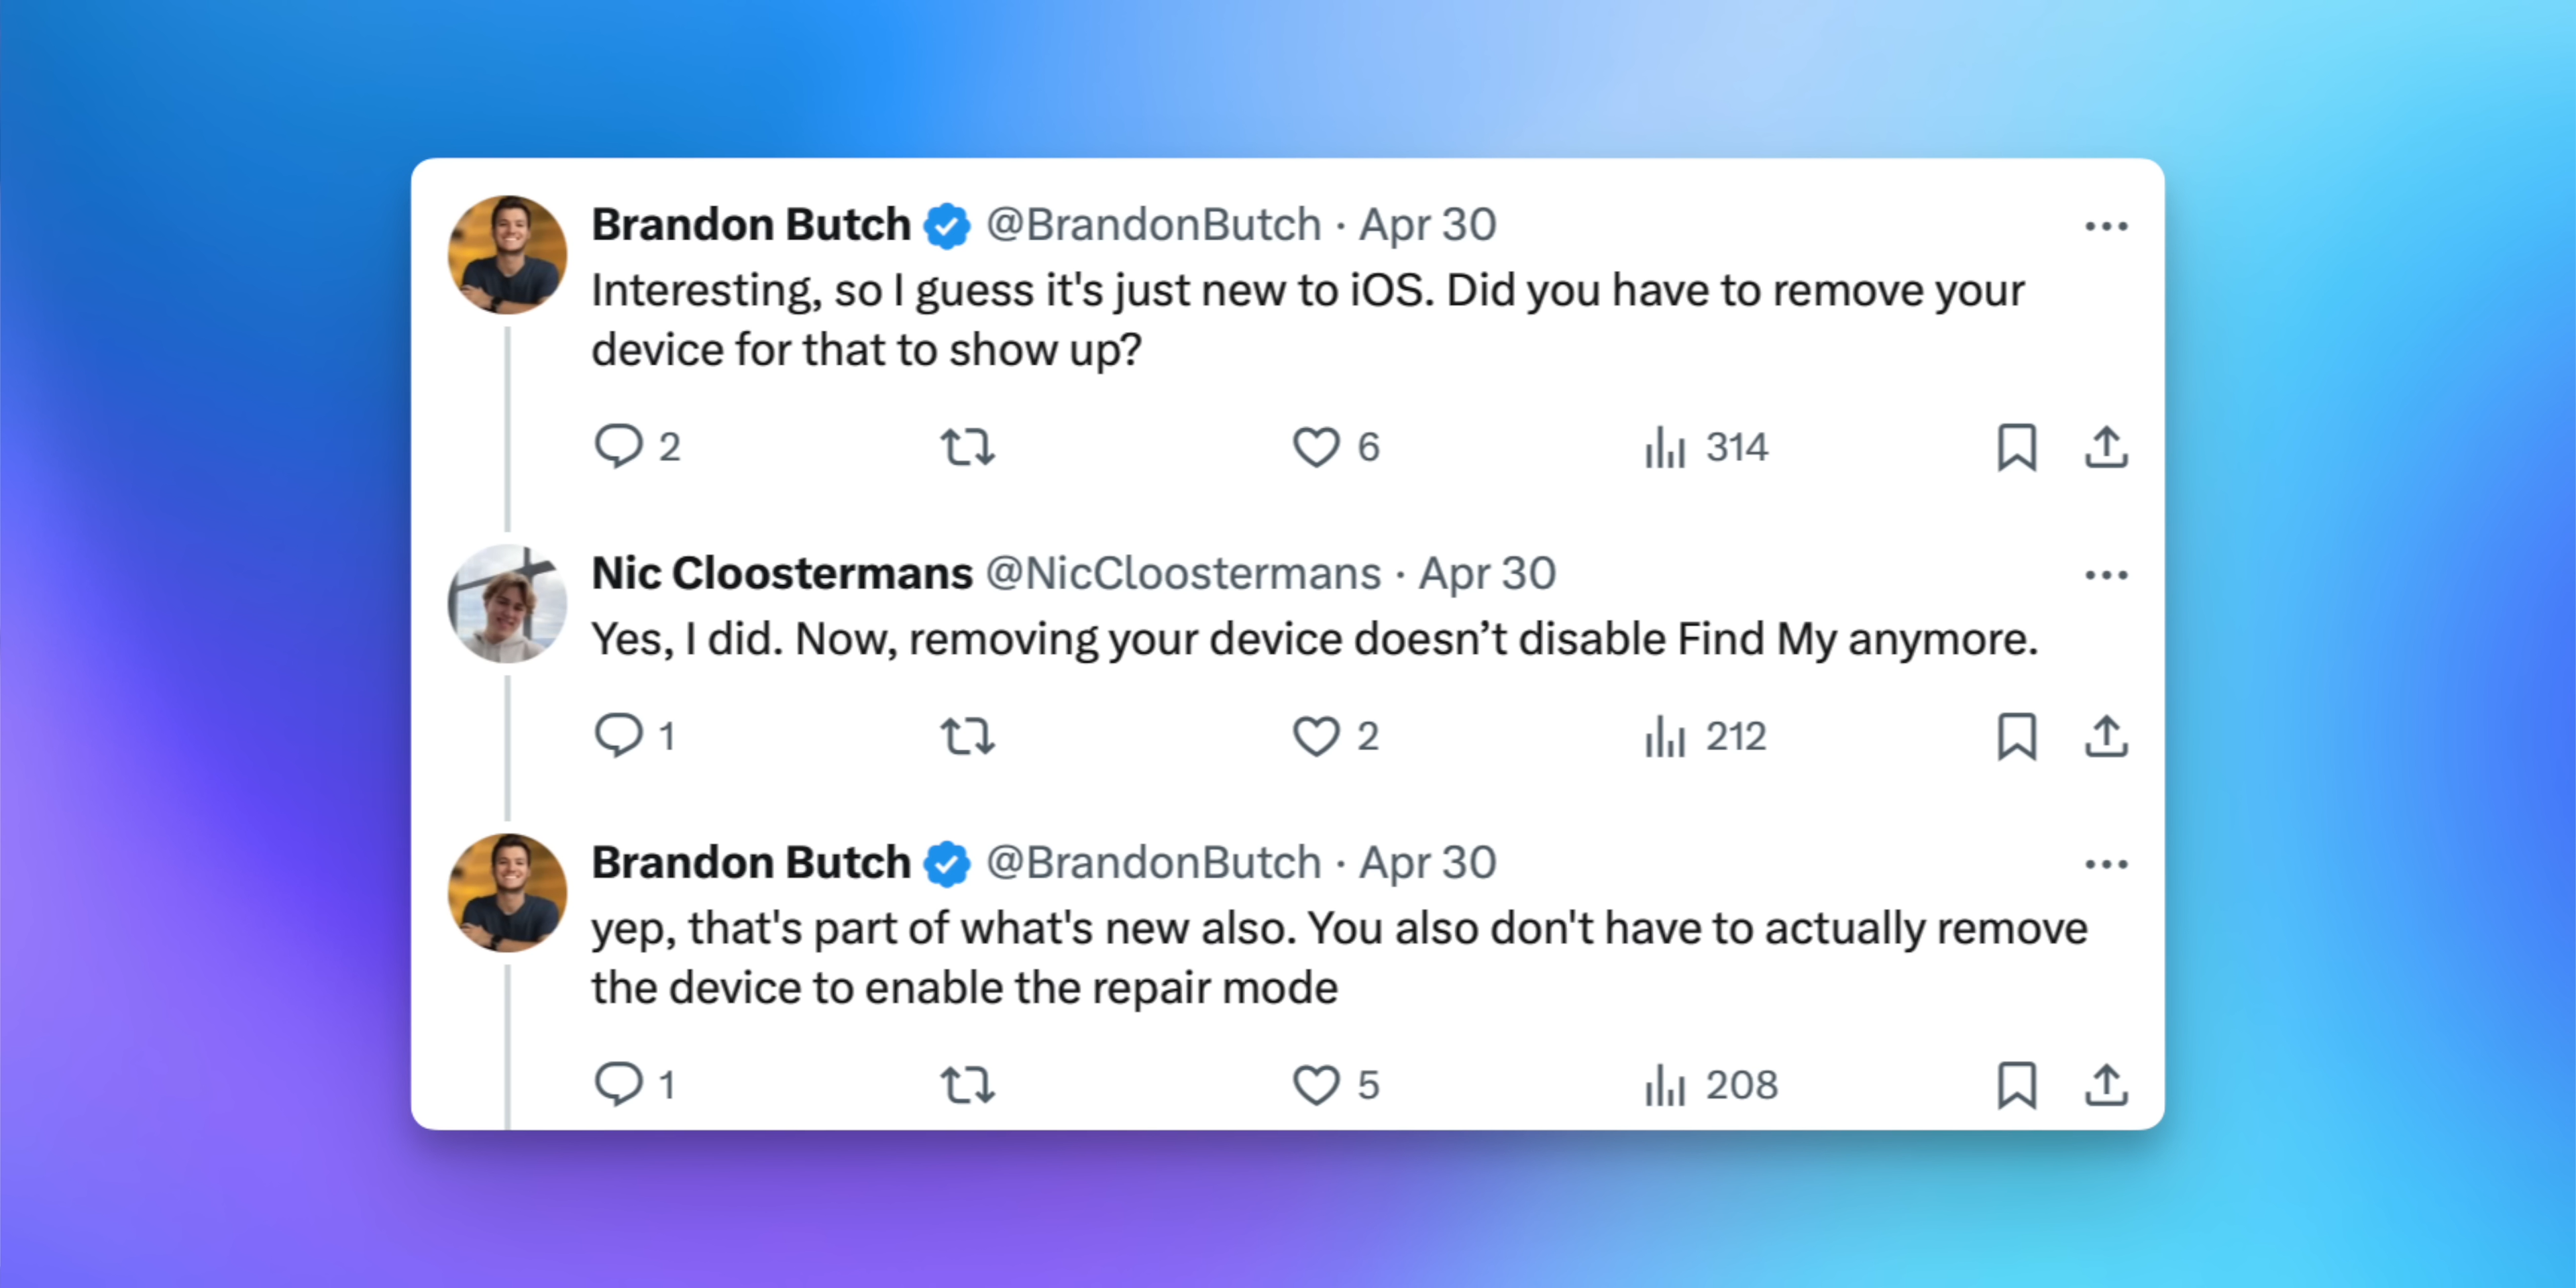 Brandon Butch @BrandonButch · Apr 30
Interesting, so I guess it's just new to iOS. Did you have to remove your
device for that to show up?
2 6 314
Nic Cloostermans @NicCloostermans · Apr 30
Yes, I did. Now, removing your device doesn’t disable Find My anymore.
1 2 212
Brandon Butch @BrandonButch · Apr 30
yep, that's part of what's new also. You also don't have to actually remove
the device to enable the repair mode
1 5 208